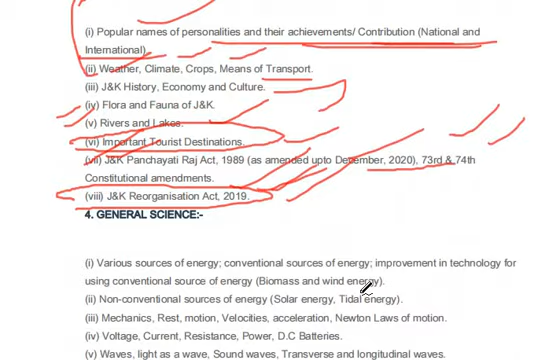 (i) Popular names of personalities and their achievements/ Contribution (National and
International).
(ii) Weather, Climate, Crops, Means of Transport.
(iii) J&K History, Economy and Culture.
(iv) Flora and Fauna of J&K.
(v) Rivers and Lakes.
(vi) Important Tourist Destinations.
(vii) J&K Panchayati Raj Act, 1989 (as amended upto December, 2020), 73rd & 74th
Constitutional amendments.
(viii) J&K Reorganisation Act, 2019.
4. GENERAL SCIENCE:-
(i) Various sources of energy; conventional sources of energy; improvement in technology for
using conventional source of energy (Biomass and wind energy).
(ii) Non-conventional sources of energy (Solar energy, Tidal energy).
(iii) Mechanics, Rest, motion, Velocities, acceleration, Newton Laws of motion.
(iv) Voltage, Current, Resistance, Power, D.C Batteries.
(v) Waves, light as a wave, Sound waves, Transverse and longitudinal waves.